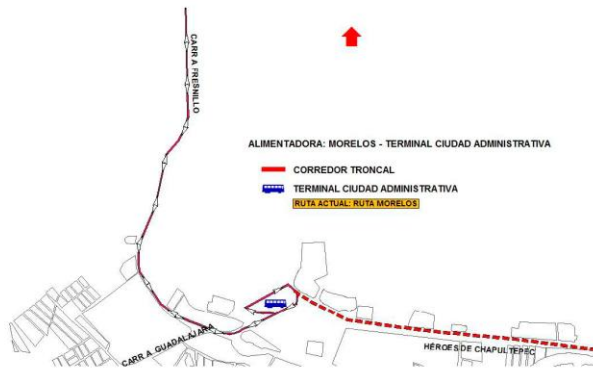 CARR A FRESNILLO
ALIMENTADORA: MORELOS - TERMINAL CIUDAD ADMINISTRATIVA
CORREDOR TRONCAL
TERMINAL CIUDAD ADMINISTRATIVA
RUTA ACTUAL: RUTA MORELOS
CARR A GUADALAJARA
HÉROES DE CHAPULTEPEC